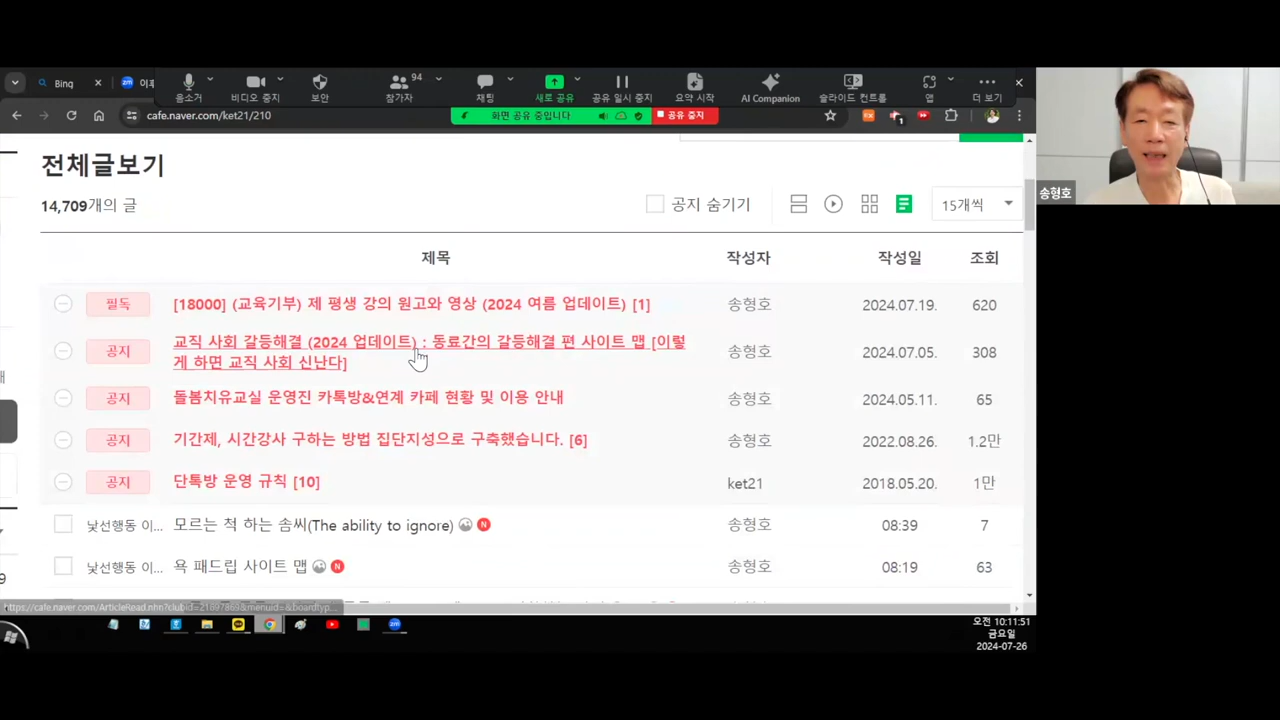 Bing
이
음소거
비디오 중지
보안
94
참가자
채팅
새로 공유
공유 일시 중지
요약 시작
AI Companion
슬라이드 컨트롤
앱
더 보기
cafe.naver.com/ket21/210
화면 공유 중입니다
공유 중지
전체글보기
14,709개의 글
공지 숨기기
15개씩
제목 작성자 작성일 조회
필독 [18000] (교육기부) 제 평생 강의 원고와 영상 (2024 여름 업데이트) [1] 송형호 2024.07.19. 620
공지 교직 사회 갈등해결 (2024 업데이트) : 동료간의 갈등해결 편 사이트 맵 [이렇
게 하면 교직 사회 신난다] 송형호 2024.07.05. 308
공지 돌봄치유교실 운영진 카톡방&연계 카페 현황 및 이용 안내 송형호 2024.05.11. 65
공지 기간제, 시간강사 구하는 방법 집단지성으로 구축했습니다. [6] 송형호 2022.08.26. 1.2만
공지 단톡방 운영 규칙 [10] ket21 2018.05.20. 1만
낯선행동 이... 모르는 척 하는 솜씨(The ability to ignore) N 송형호 08:39 7
낯선행동 이... 욕 패드립 사이트 맵 N 송형호 08:19 63
오전 10:11:51
금요일
2024-07-26
송형호